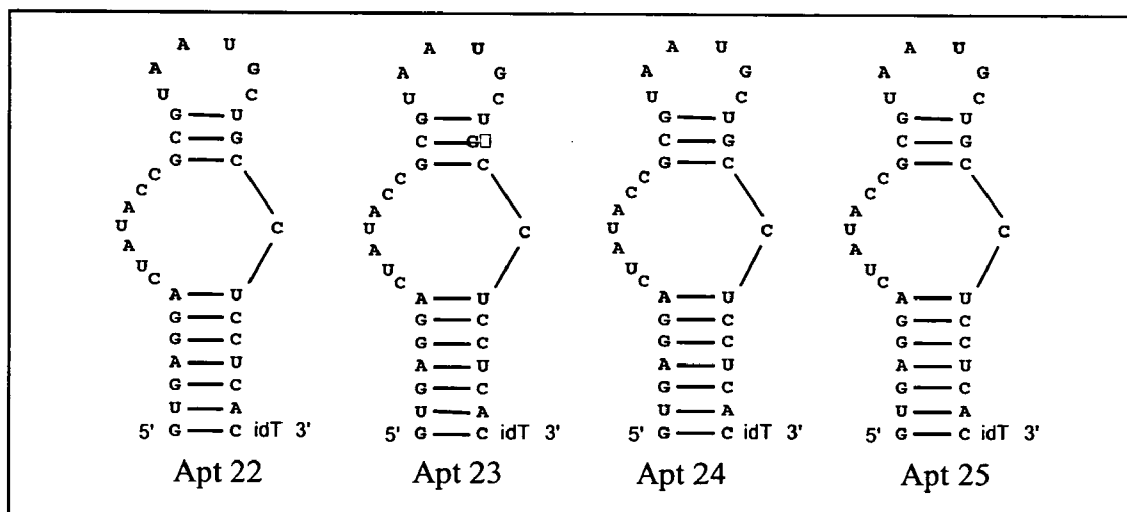 A U
A G
U C
G U
C G
G C
C
C
A
U C
A
U
C
A U
G C
G C
A U
G C
U A
5' G C idT 3'
Apt 22
A U
A G
U C
G U
C G□
G C
C
C
A
U C
A
U
C
A U
G C
G C
A U
G C
U A
5' G C idT 3'
Apt 23
A U
A G
U C
G U
C G
G C
C
C
A
U C
A
U
C
A U
G C
G C
A U
G C
U A
5' G C idT 3'
Apt 24
A U
A G
U C
G U
C G
G C
C
C
A
U C
A
U
C
A U
G C
G C
A U
G C
U A
5' G C idT 3'
Apt 25